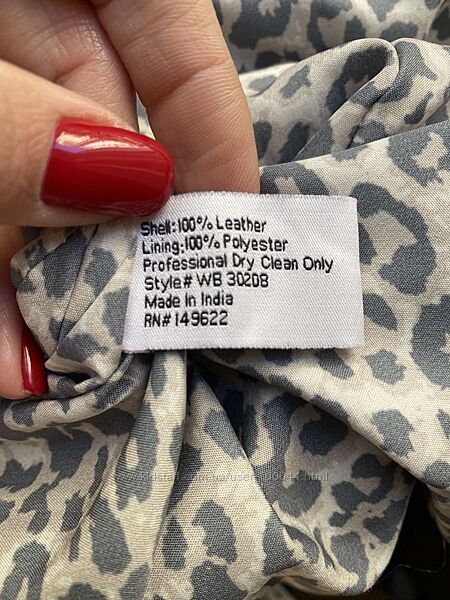 Shell:100% Leather
Lining:100% Polyester
Professional Dry Clean Only
Style# WB 30208
Made In India
RN#149622